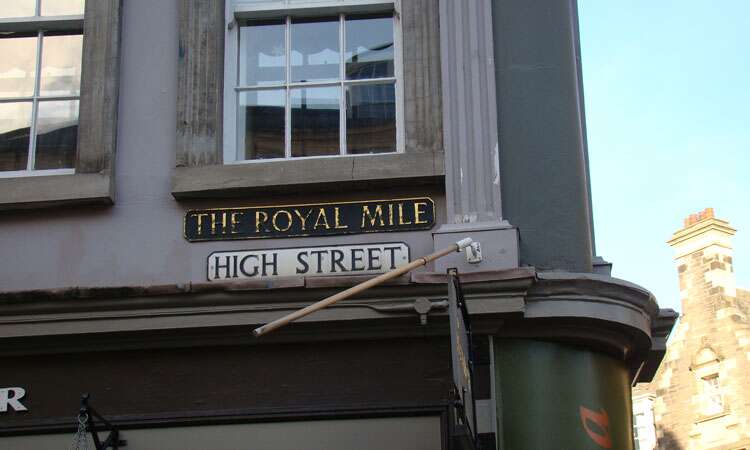 THE ROYAL MILE
HIGH STREET
R
a